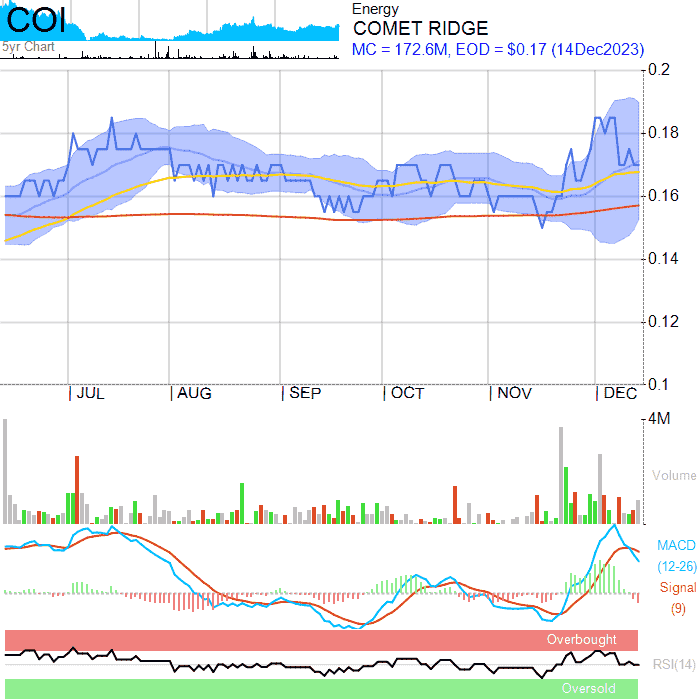 COI
5yr Chart
Energy
COMET RIDGE
MC = 172.6M, EOD = $0.17 (14Dec2023)
0.2
0.18
0.16
0.14
0.12
0.1
JUL AUG SEP OCT NOV DEC
4M
Volume
MACD
(12-26)
Signal
(9)
Overbought
RSI(14)
Oversold